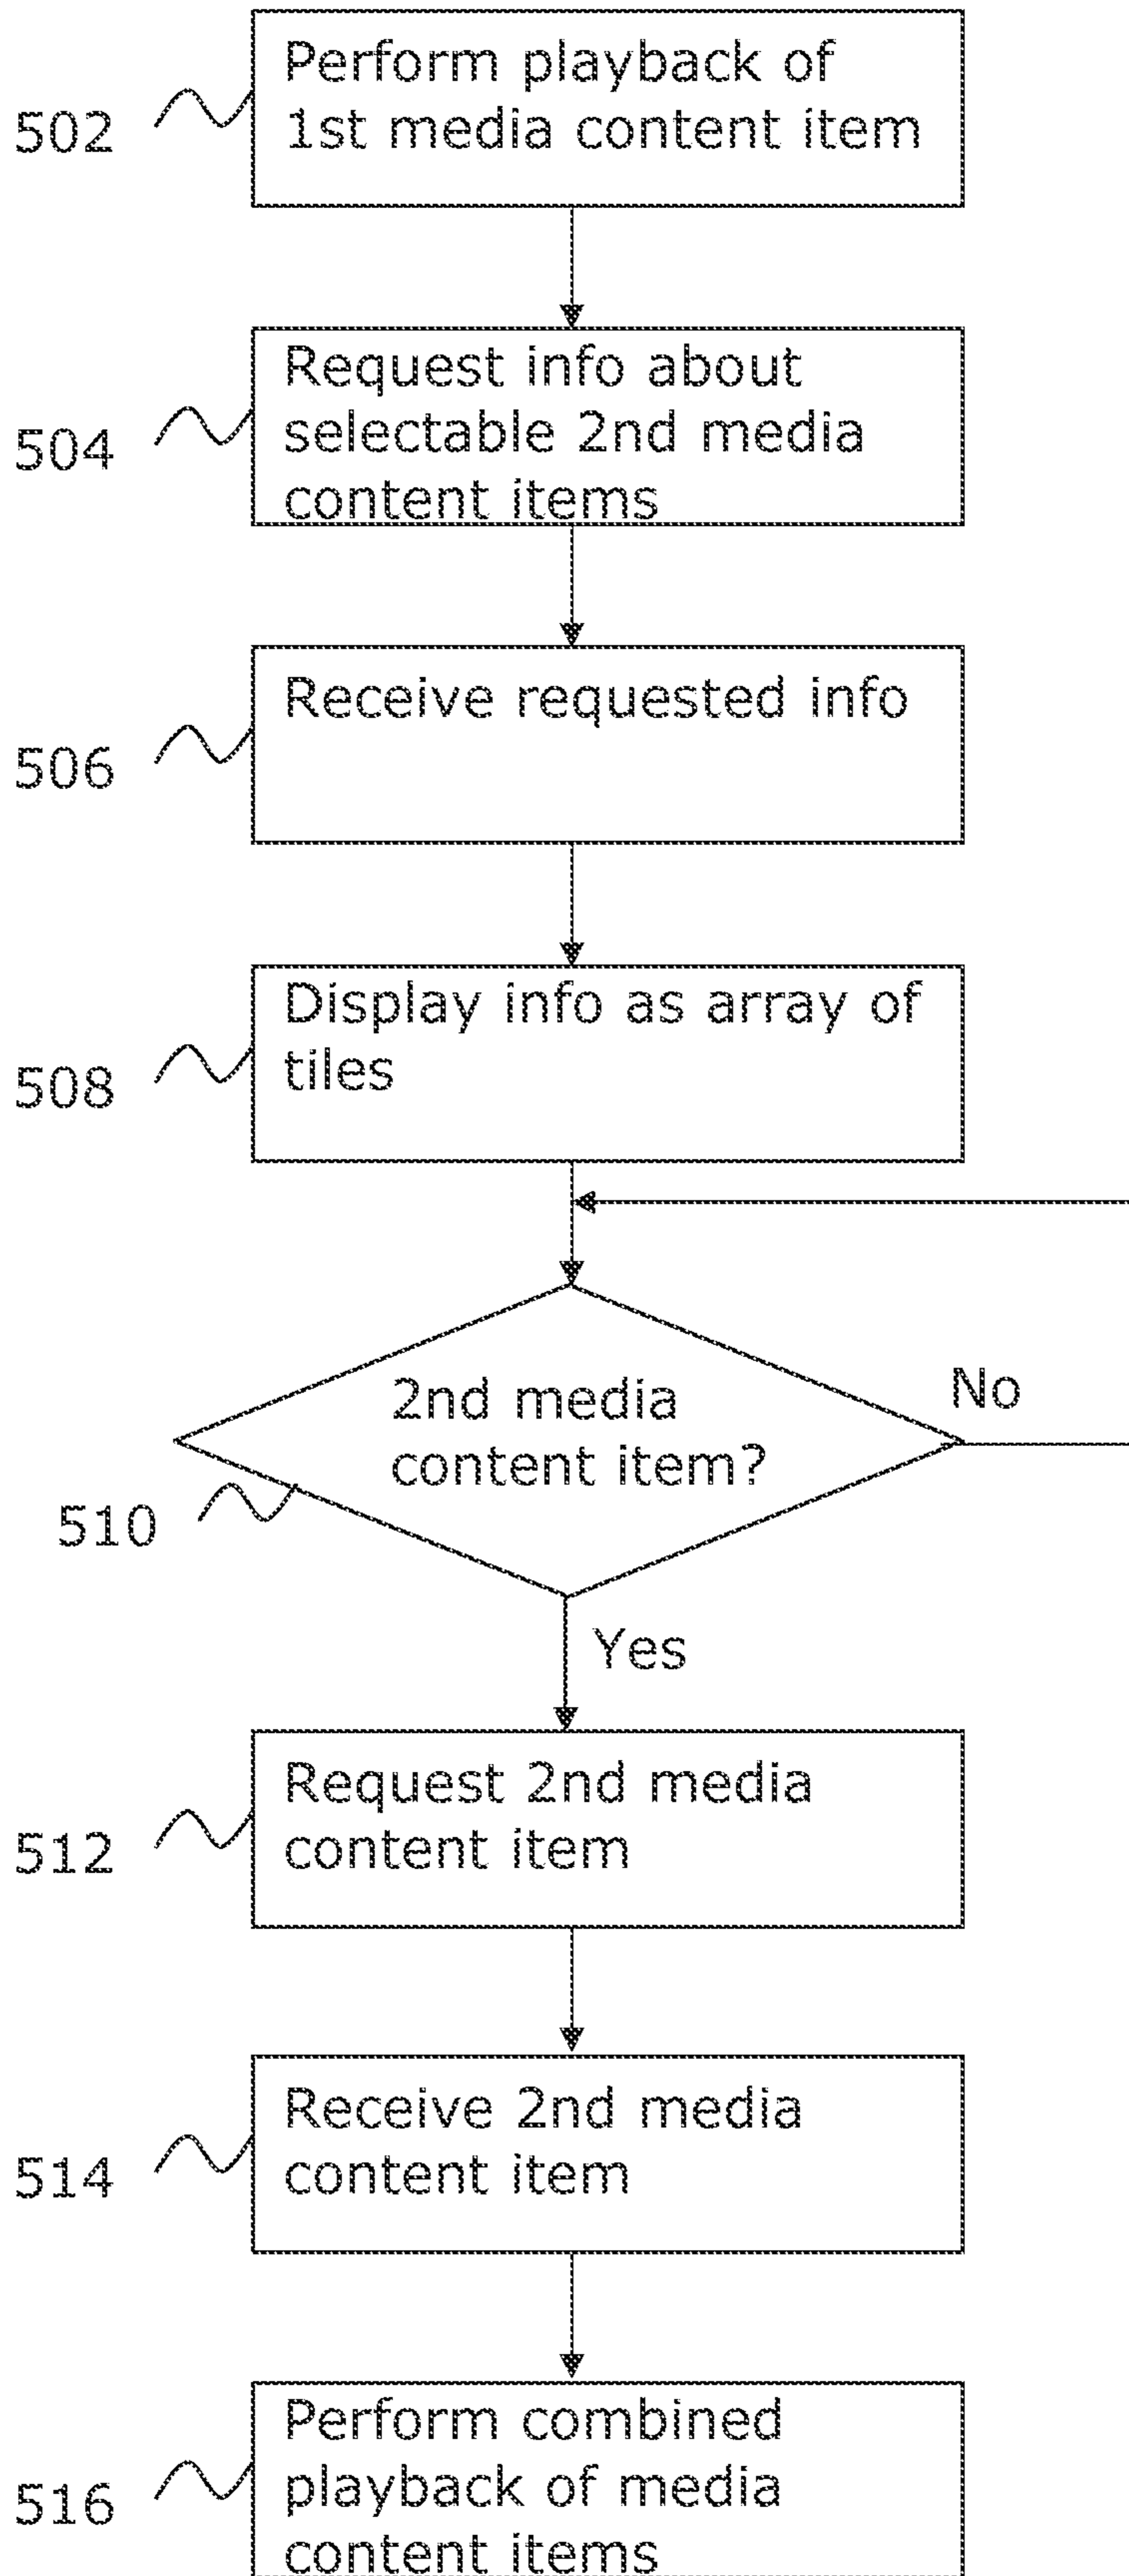 Perform playback of
1st media content item
502
Request info about
selectable 2nd media
content items
504
Receive requested info
506
Display info as array of
tiles
508
2nd media
content item?
No
510
Yes
Request 2nd media
content item
512
Receive 2nd media
content item
514
Perform combined
playback of media
content items
516